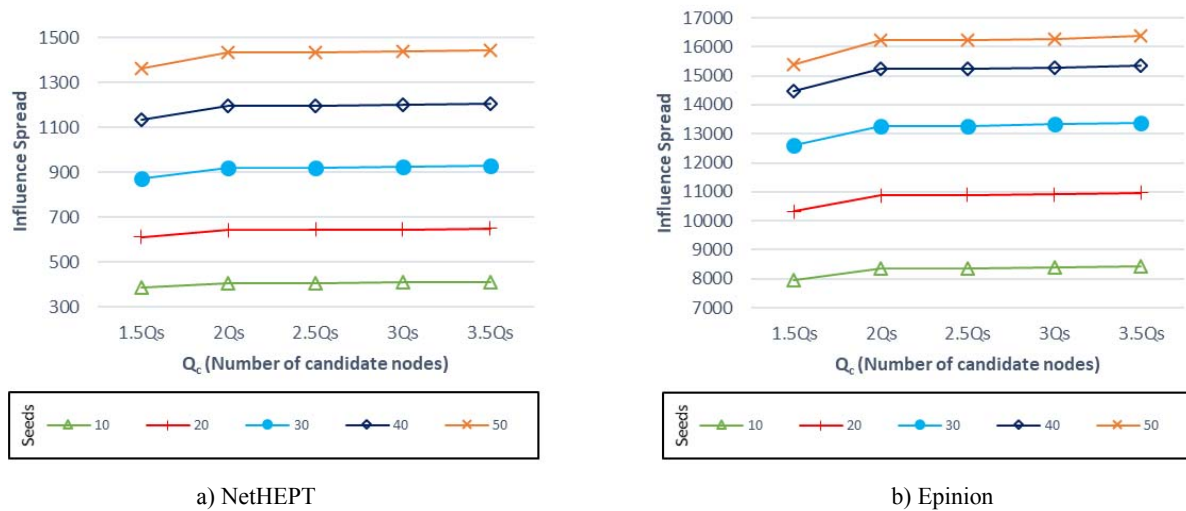 Influence Spread
1500
1300
1100
900
700
500
300
1.5Qs 2Qs 2.5Qs 3Qs 3.5Qs
Qc (Number of candidate nodes)
Seeds 10 20 30 40 50
a) NetHEPT
Influence Spread
17000
16000
15000
14000
13000
12000
11000
10000
9000
8000
7000
1.5Qs 2Qs 2.5Qs 3Qs 3.5Qs
Qc (Number of candidate nodes)
Seeds 10 20 30 40 50
b) Epinion